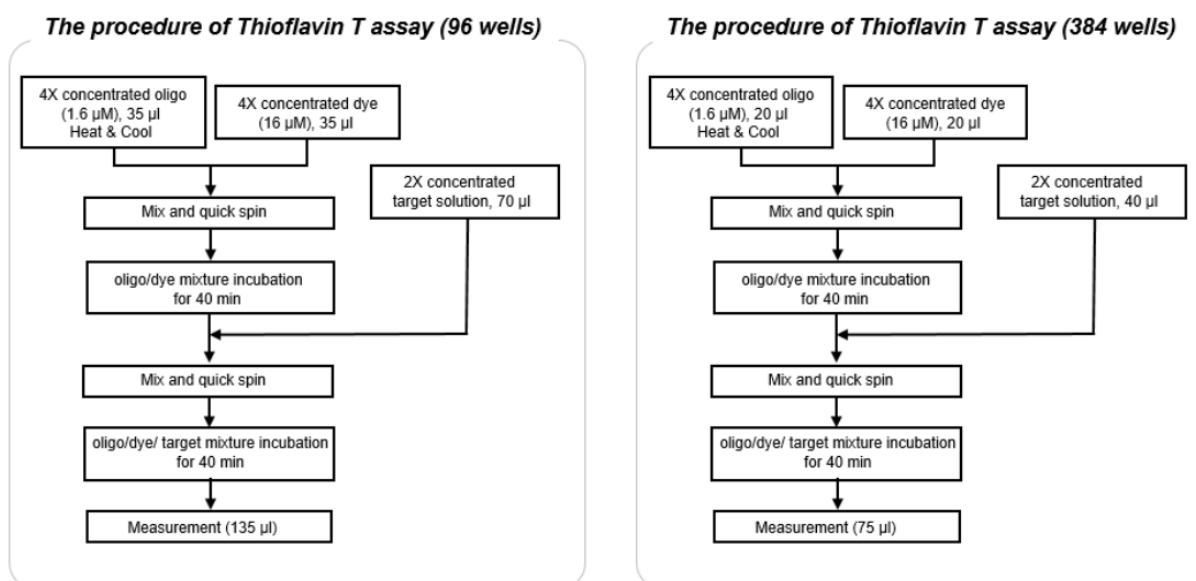 The procedure of Thioflavin T assay (96 wells)
4X concentrated oligo
(1.6 µM), 35 µl
Heat & Cool
4X concentrated dye
(16 µM), 35 µl
2X concentrated
target solution, 70 µl
Mix and quick spin
oligo/dye mixture incubation
for 40 min
Mix and quick spin
oligo/dye/ target mixture incubation
for 40 min
Measurement (135 µl)
The procedure of Thioflavin T assay (384 wells)
4X concentrated oligo
(1.6 µM), 20 µl
Heat & Cool
4X concentrated dye
(16 µM), 20 µl
2X concentrated
target solution, 40 µl
Mix and quick spin
oligo/dye mixture incubation
for 40 min
Mix and quick spin
oligo/dye/ target mixture incubation
for 40 min
Measurement (75 µl)